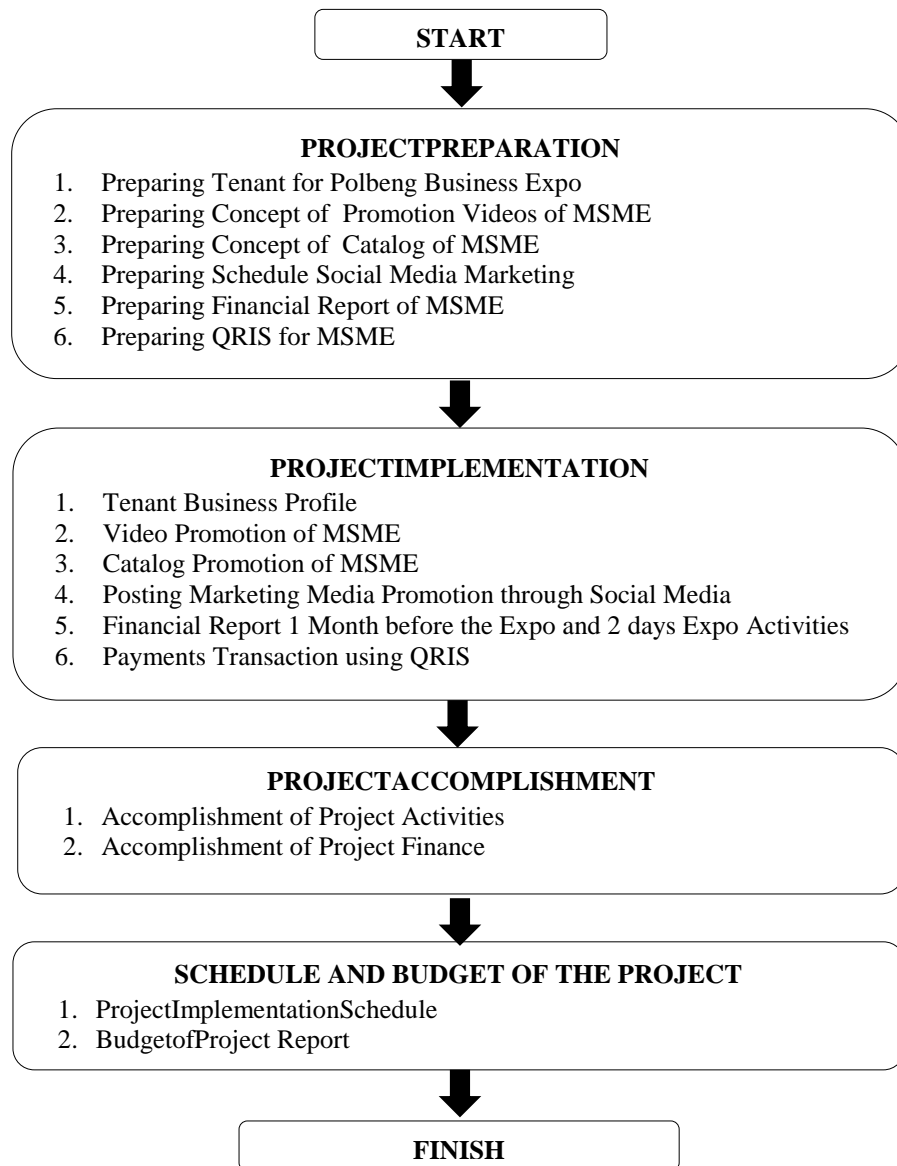 START
PROJECTPREPARATION
1. Preparing Tenant for Polbeng Business Expo
2. Preparing Concept of Promotion Videos of MSME
3. Preparing Concept of Catalog of MSME
4. Preparing Schedule Social Media Marketing
5. Preparing Financial Report of MSME
6. Preparing QRIS for MSME
PROJECTIMPLEMENTATION
1. Tenant Business Profile
2. Video Promotion of MSME
3. Catalog Promotion of MSME
4. Posting Marketing Media Promotion through Social Media
5. Financial Report 1 Month before the Expo and 2 days Expo Activities
6. Payments Transaction using QRIS
PROJECTACCOMPLISHMENT
1. Accomplishment of Project Activities
2. Accomplishment of Project Finance
SCHEDULE AND BUDGET OF THE PROJECT
1. ProjectImplementationSchedule
2. BudgetofProject Report
FINISH